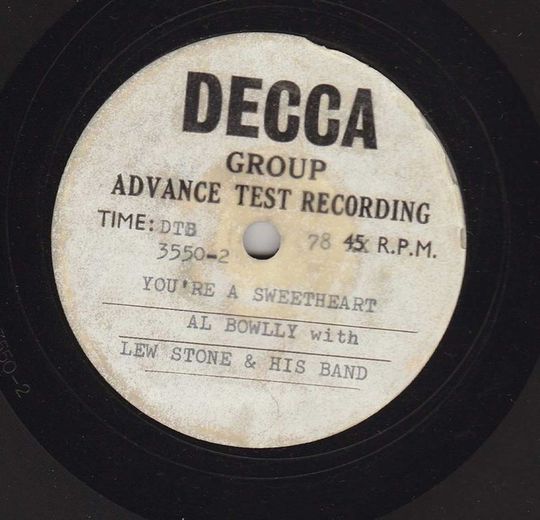 DECCA
GROUP
ADVANCE TEST RECORDING
TIME: DTB 78 45 R.P.M.
3550-2
YOU'RE A SWEETHEART
AL BOWLLY with
LEW STONE & HIS BAND